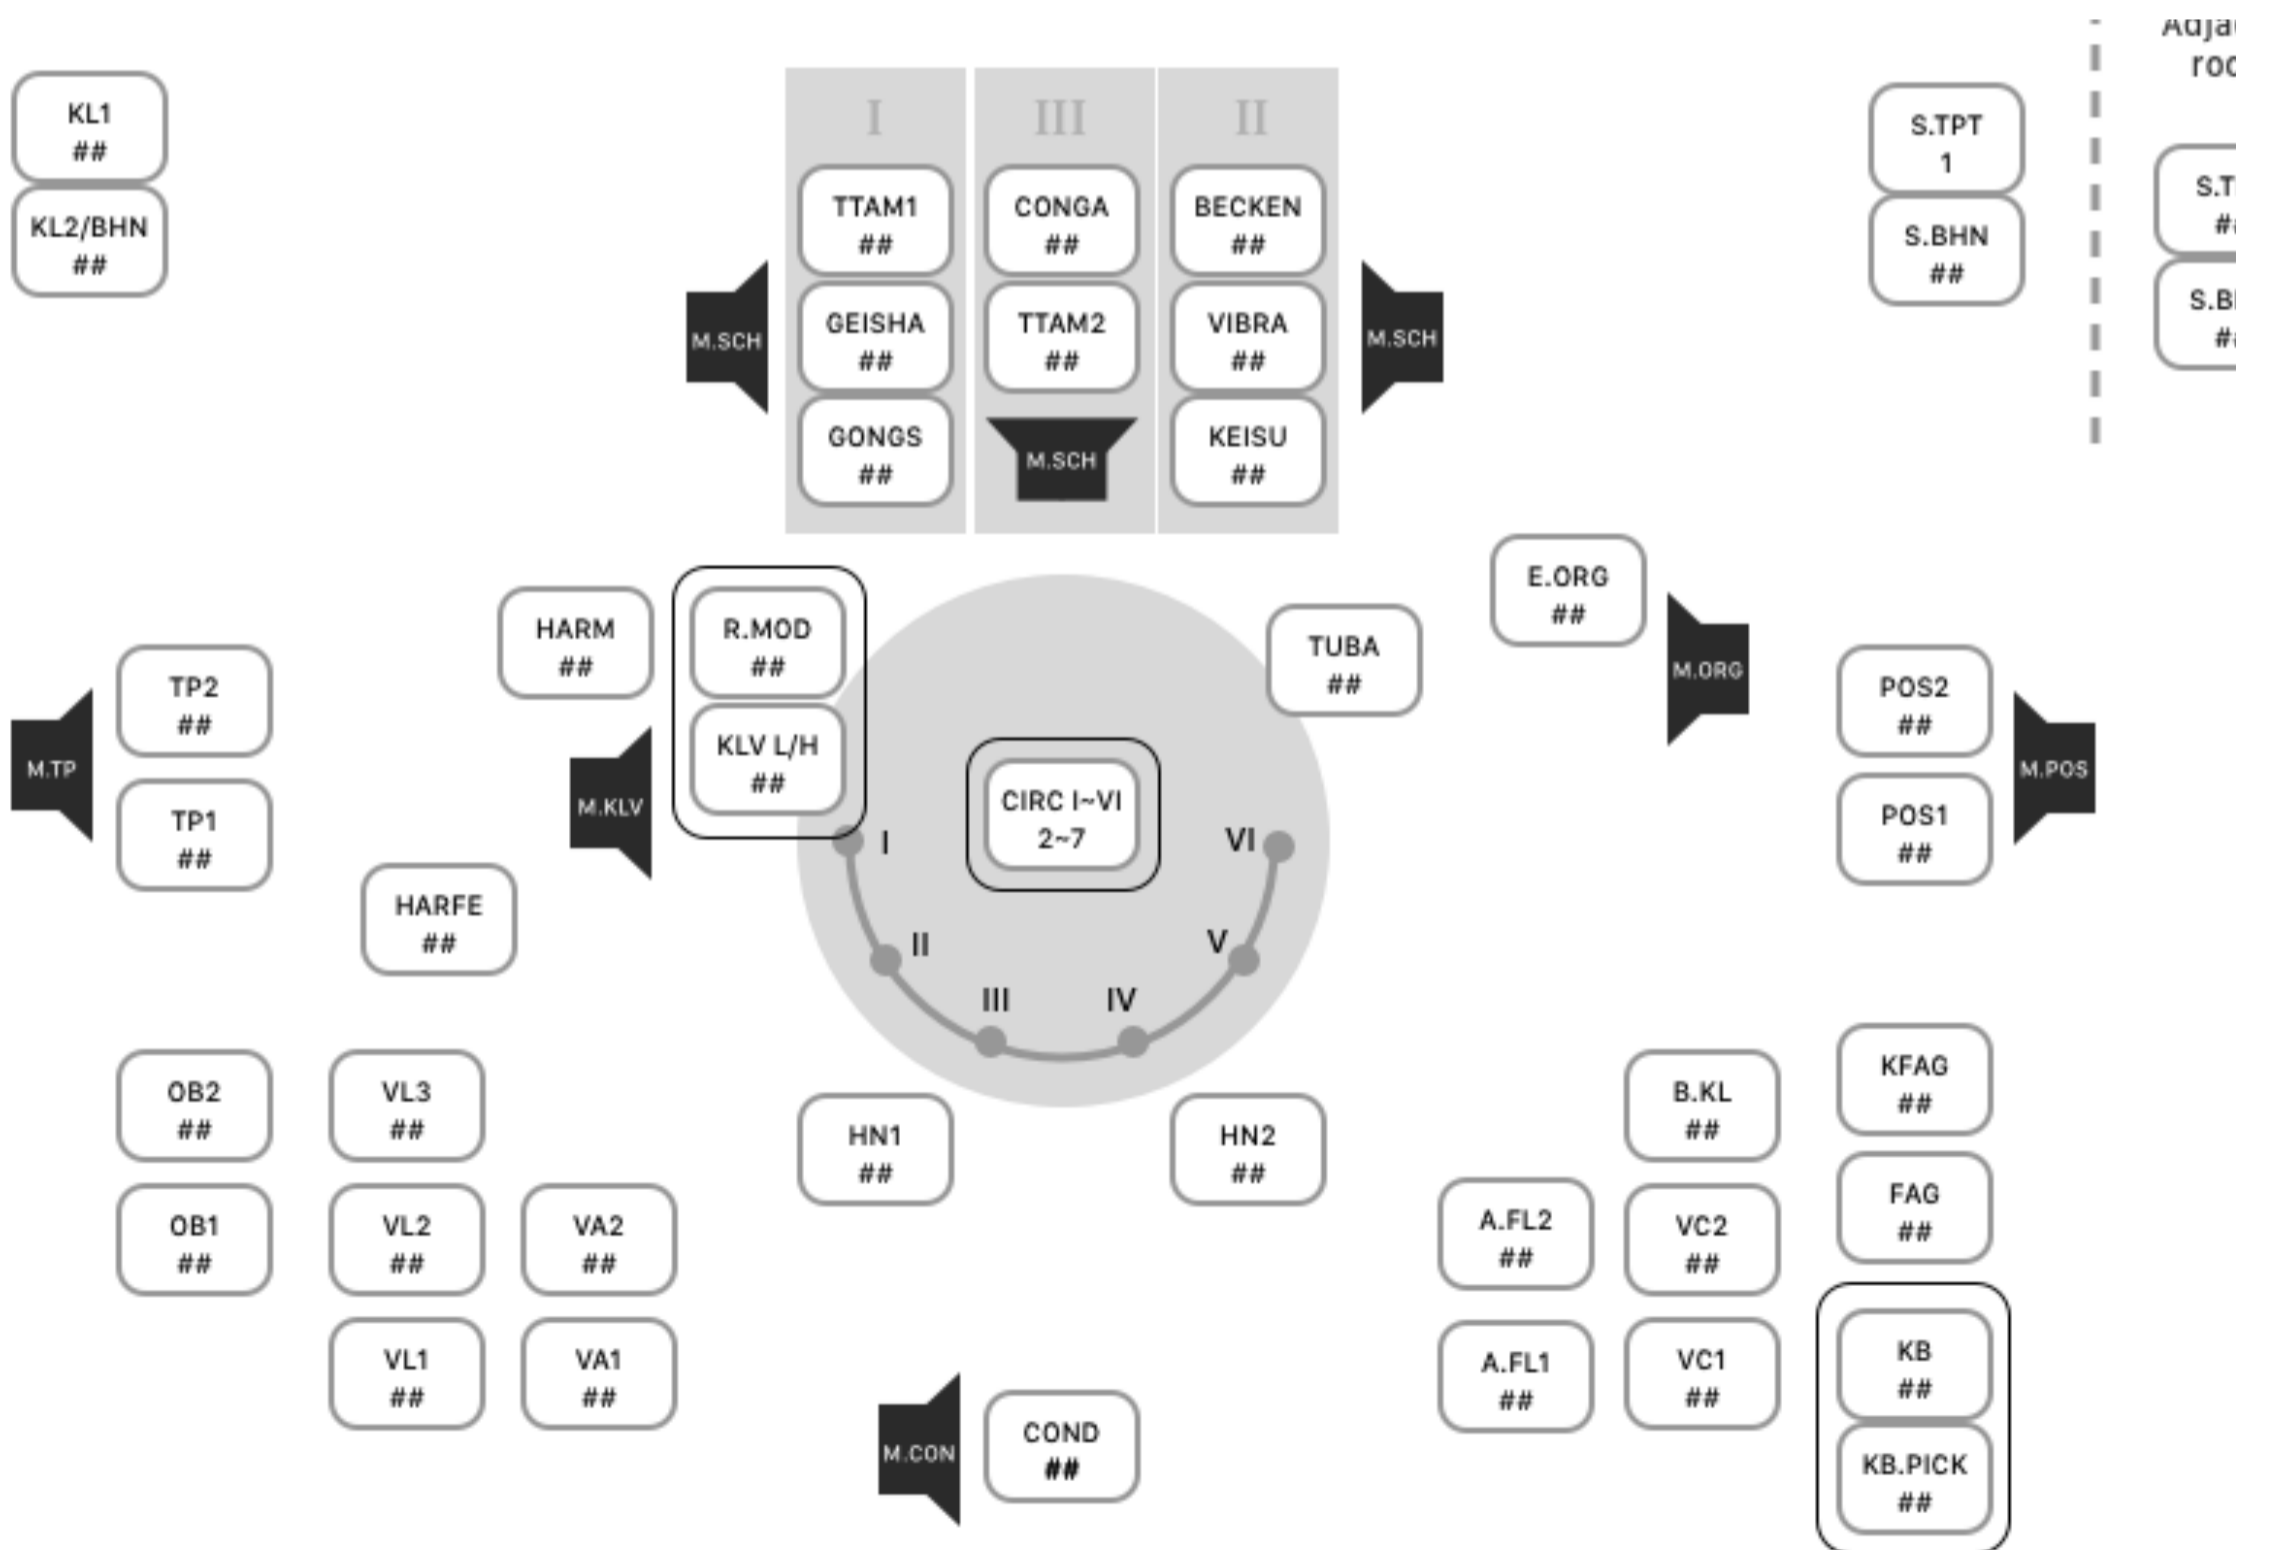 Adja
roo
KL1
##
KL2/BHN
##
I
III
II
TTAM1
##
CONGA
##
BECKEN
##
GEISHA
##
TTAM2
##
VIBRA
##
GONGS
##
KEISU
##
M.SCH
M.SCH
M.SCH
S.TPT
1
S.BHN
##
S.T
#
S.B
#
HARM
##
R.MOD
##
KLV L/H
##
M.KLV
TUBA
##
E.ORG
##
M.ORG
TP2
##
TP1
##
M.TP
POS2
##
POS1
##
M.POS
CIRC I~VI
2~7
I
II
III
IV
V
VI
HARFE
##
OB2
##
VL3
##
OB1
##
VL2
##
VA2
##
VL1
##
VA1
##
HN1
##
HN2
##
M.CON
COND
##
B.KL
##
KFAG
##
A.FL2
##
VC2
##
FAG
##
A.FL1
##
VC1
##
KB
##
KB.PICK
##